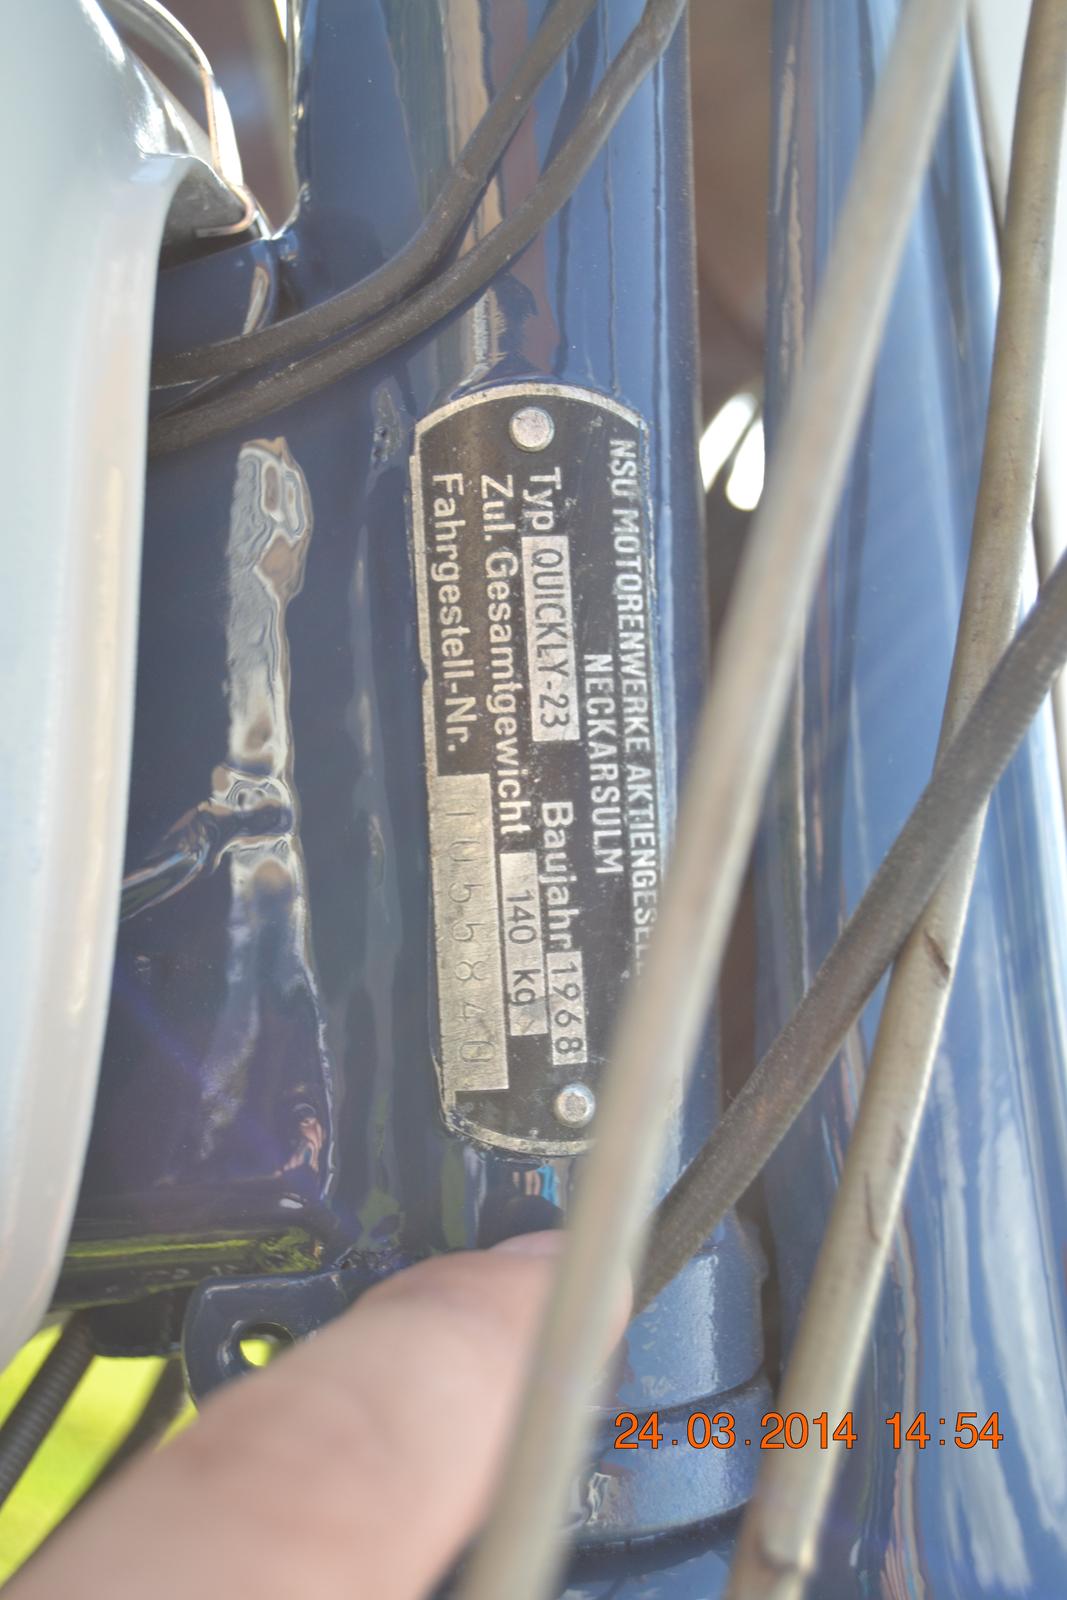 NSU MOTORENWERKE AKTIENGESELL
NECKARSULM
Typ QUICKLY-23 Baujahr 1968
Zul. Gesamtgewicht 140 kg
Fahrgestell-Nr. 1055840
24.03.2014 14:54